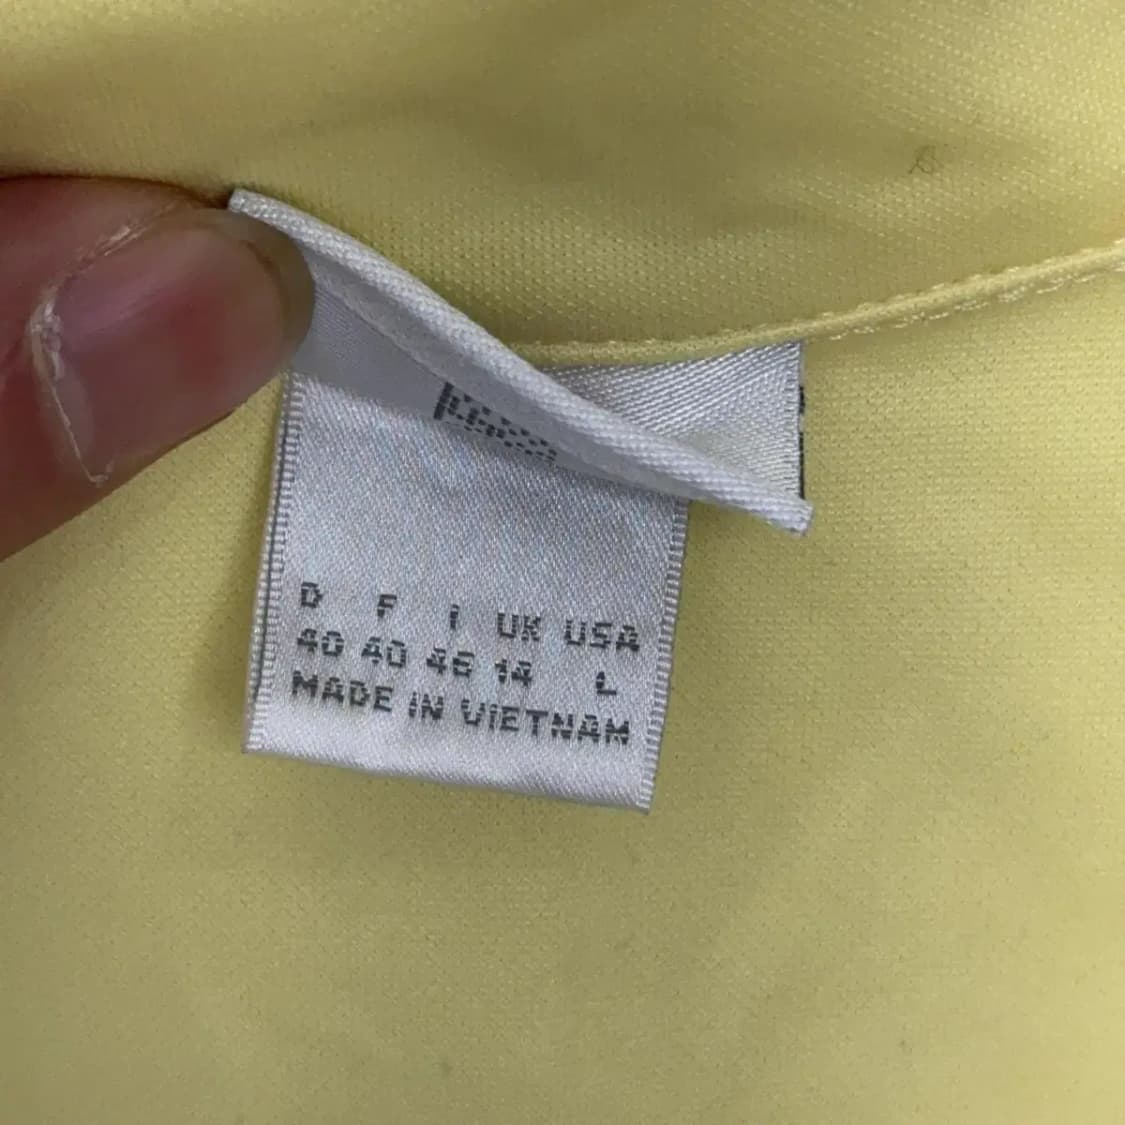 D F I UK USA
40 40 46 14 L
MADE IN VIETNAM